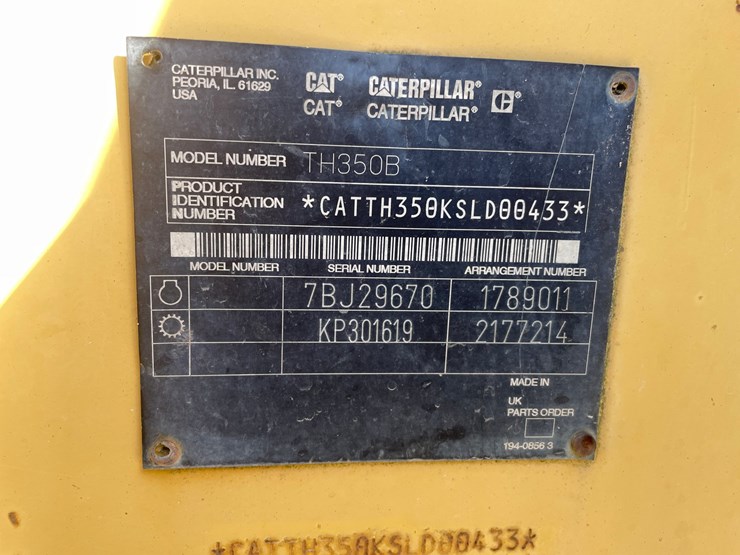 CATERPILLAR INC.
PEORIA, IL. 61629
USA
CAT® CATERPILLAR® C®
CAT® CATERPILLAR®
MODEL NUMBER TH350B
PRODUCT
IDENTIFICATION
NUMBER *CATTH350KSLD00433*
MODEL NUMBER SERIAL NUMBER ARRANGEMENT NUMBER
7BJ29670 1789011
KP301619 2177214
MADE IN
UK
PARTS ORDER
194-0856 3
*CATTH350KSLD00433*